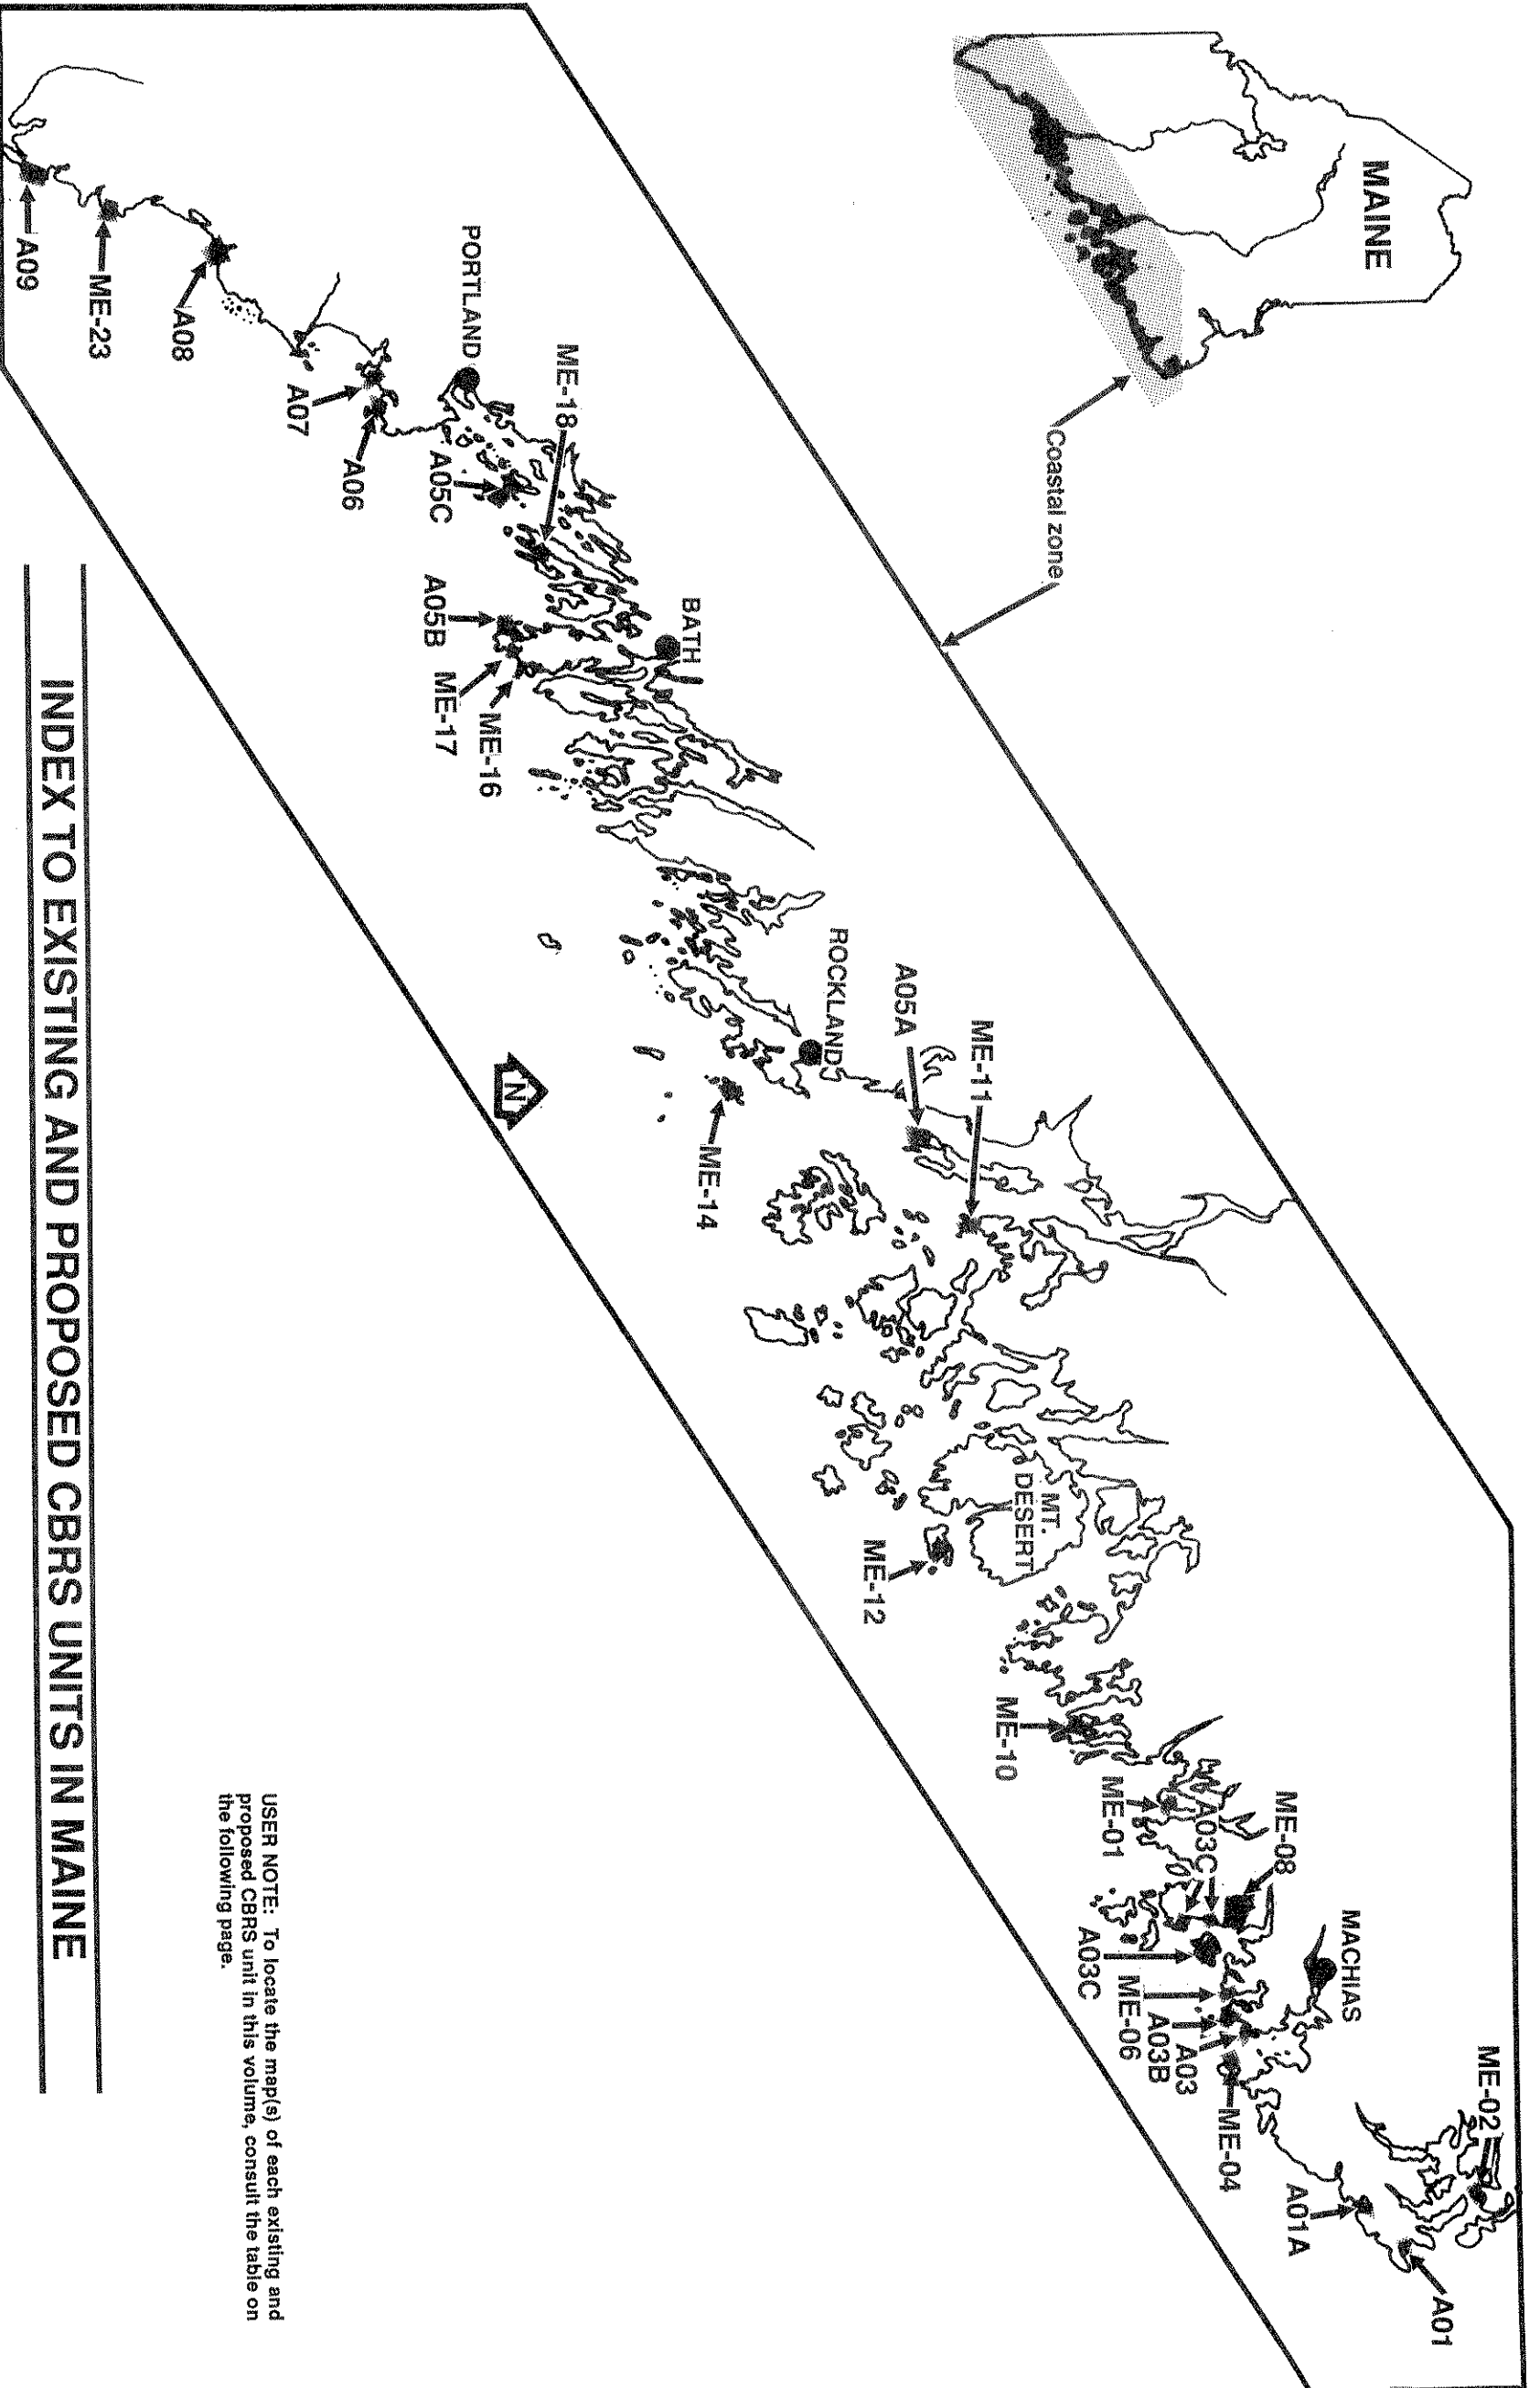 MAINE
Coastal zone
ME-02
MACHIAS
A01
A01A
ME-04
ME-08
A03
A03B
ME-06
A03C
A03C
ME-01
ME-10
MT.
DESERT
ME-12
ME-11
A05A
ROCKLAND
ME-14
N
BATH
ME-18
ME-16
ME-17
A05B
PORTLAND
A05C
A06
A07
A08
ME-23
A09
USER NOTE: To locate the map(s) of each existing and
proposed CBRS unit in this volume, consult the table on
the following page.
INDEX TO EXISTING AND PROPOSED CBRS UNITS IN MAINE